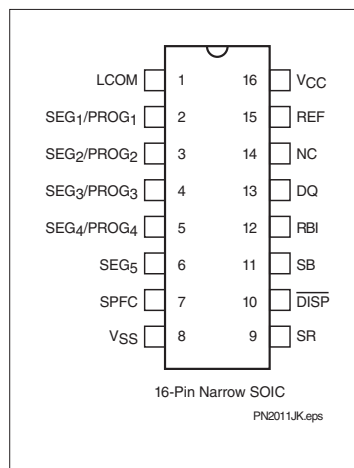 LCOM 1 16 VCC
SEG1/PROG1 2 15 REF
SEG2/PROG2 3 14 NC
SEG3/PROG3 4 13 DQ
SEG4/PROG4 5 12 RBI
SEG5 6 11 SB
SPFC 7 10 DISP
VSS 8 9 SR
16-Pin Narrow SOIC
PN2011JK.eps